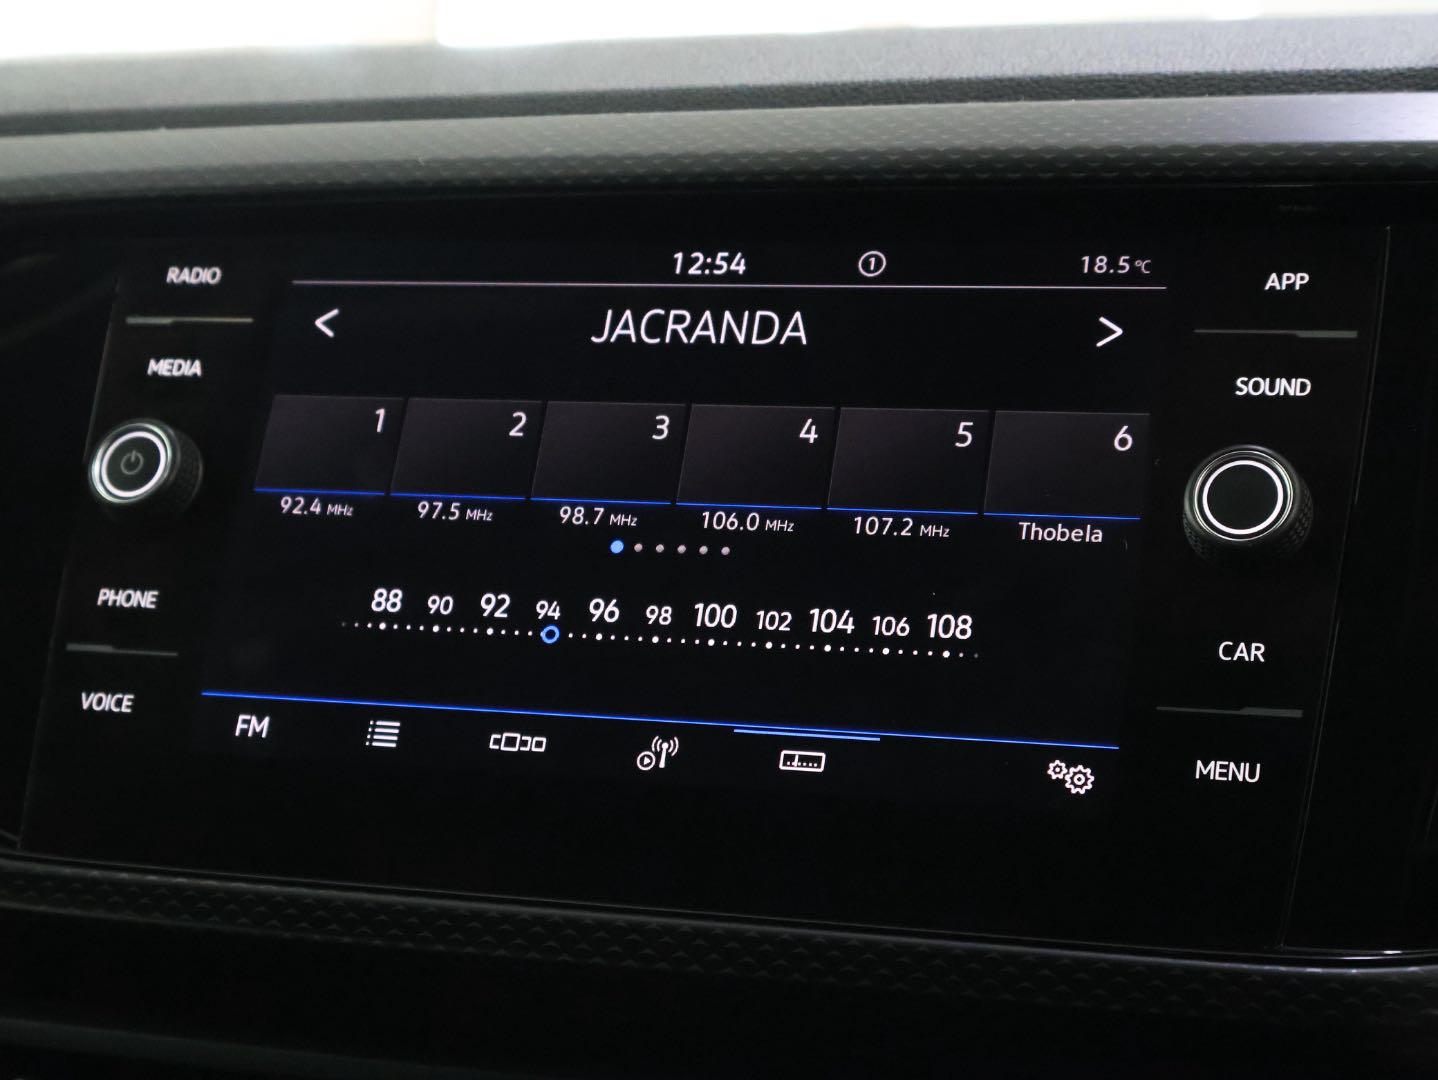 12:54 1 18.5°C
RADIO
APP
< JACRANDA >
MEDIA
SOUND
1 2 3 4 5 6
92.4 MHz 97.5 MHz 98.7 MHz 106.0 MHz 107.2 MHz Thobela
PHONE
88 90 92 94 96 98 100 102 104 106 108
CAR
VOICE
FM
MENU